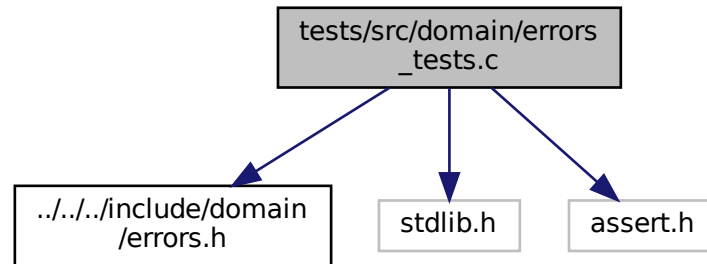 tests/src/domain/errors
_tests.c
../../../include/domain
/errors.h
stdlib.h
assert.h